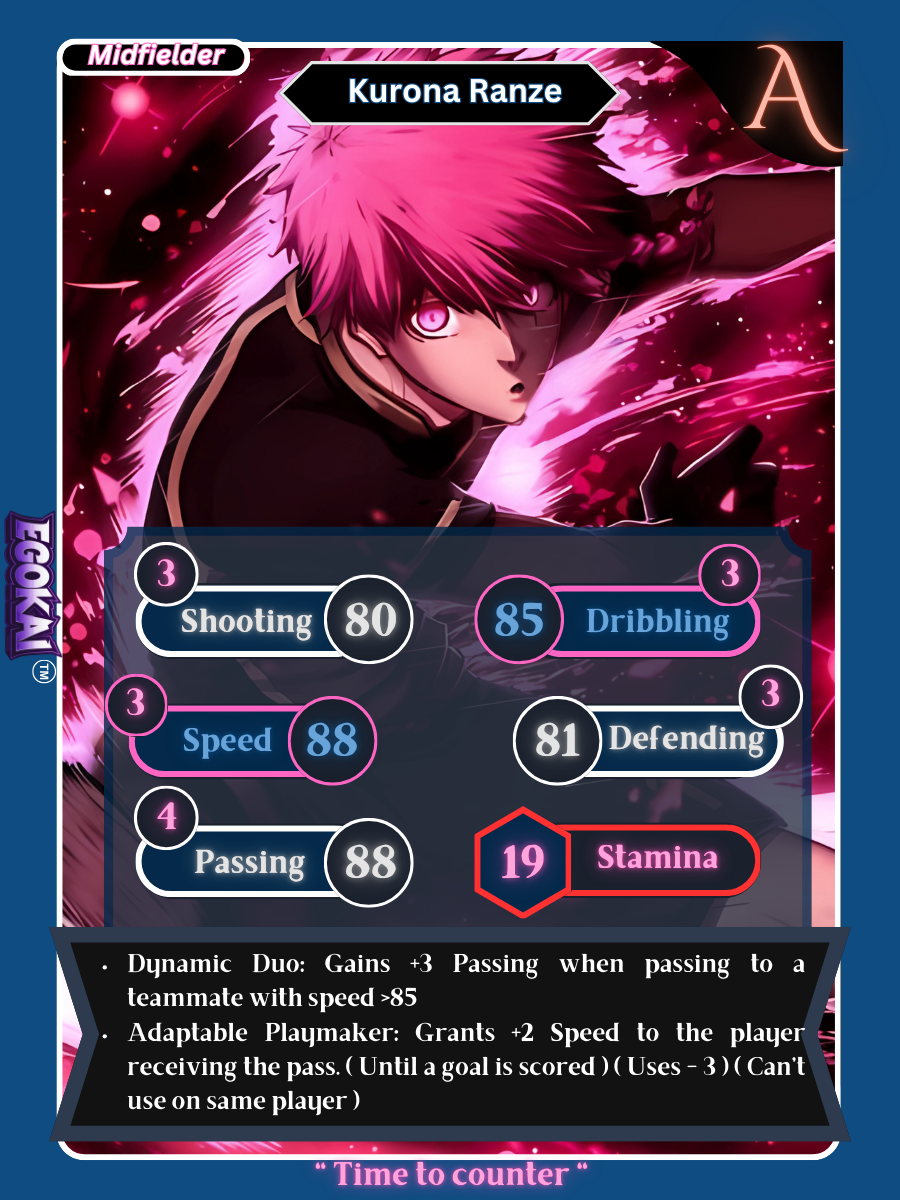 Midfielder
Kurona Ranze
A
3
Shooting 80
3
85 Dribbling
3
Speed 88
3
81 Defending
4
Passing 88
19 Stamina
EGOKAI
TM
• Dynamic Duo: Gains +3 Passing when passing to a
teammate with speed >85
• Adaptable Playmaker: Grants +2 Speed to the player
receiving the pass. ( Until a goal is scored ) ( Uses - 3 ) ( Can't
use on same player )
“ Time to counter “